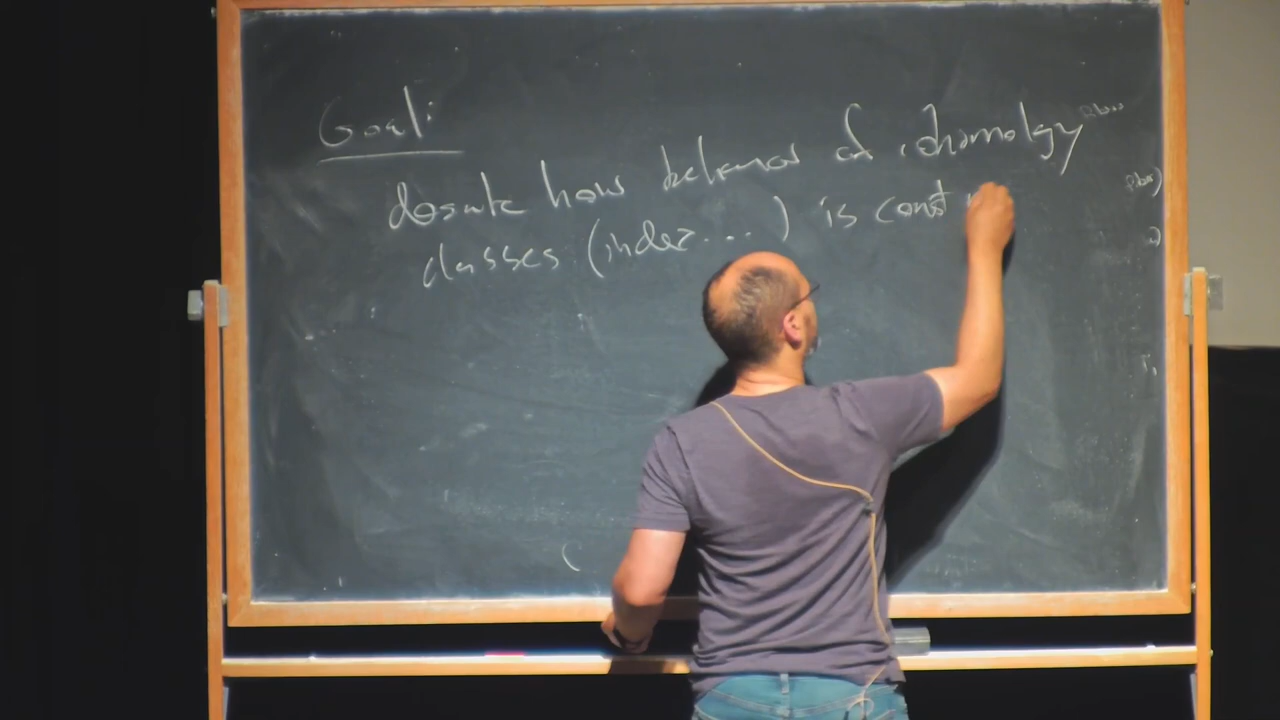 Goal:
describe how behavior of cohomology
classes (index ... ) is const